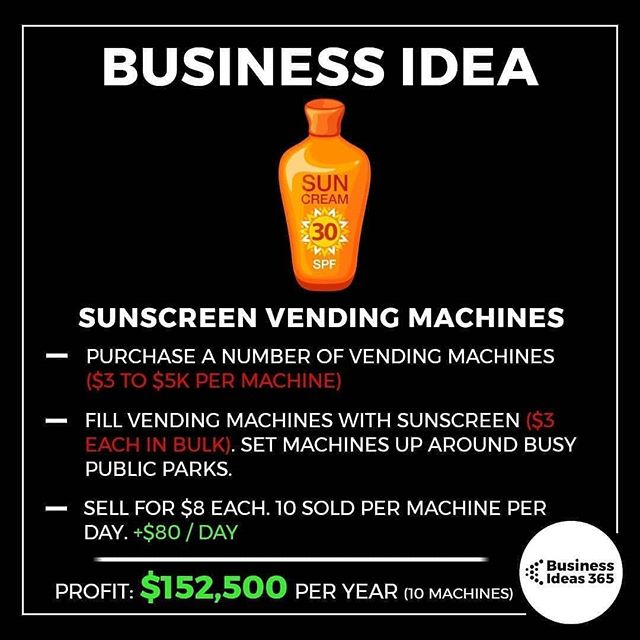 BUSINESS IDEA
SUN
CREAM
30
SPF
SUNSCREEN VENDING MACHINES
— PURCHASE A NUMBER OF VENDING MACHINES
($3 TO $5K PER MACHINE)
— FILL VENDING MACHINES WITH SUNSCREEN ($3
EACH IN BULK). SET MACHINES UP AROUND BUSY
PUBLIC PARKS.
— SELL FOR $8 EACH. 10 SOLD PER MACHINE PER
DAY. +$80 / DAY
PROFIT: $152,500 PER YEAR (10 MACHINES)
Business
Ideas 365